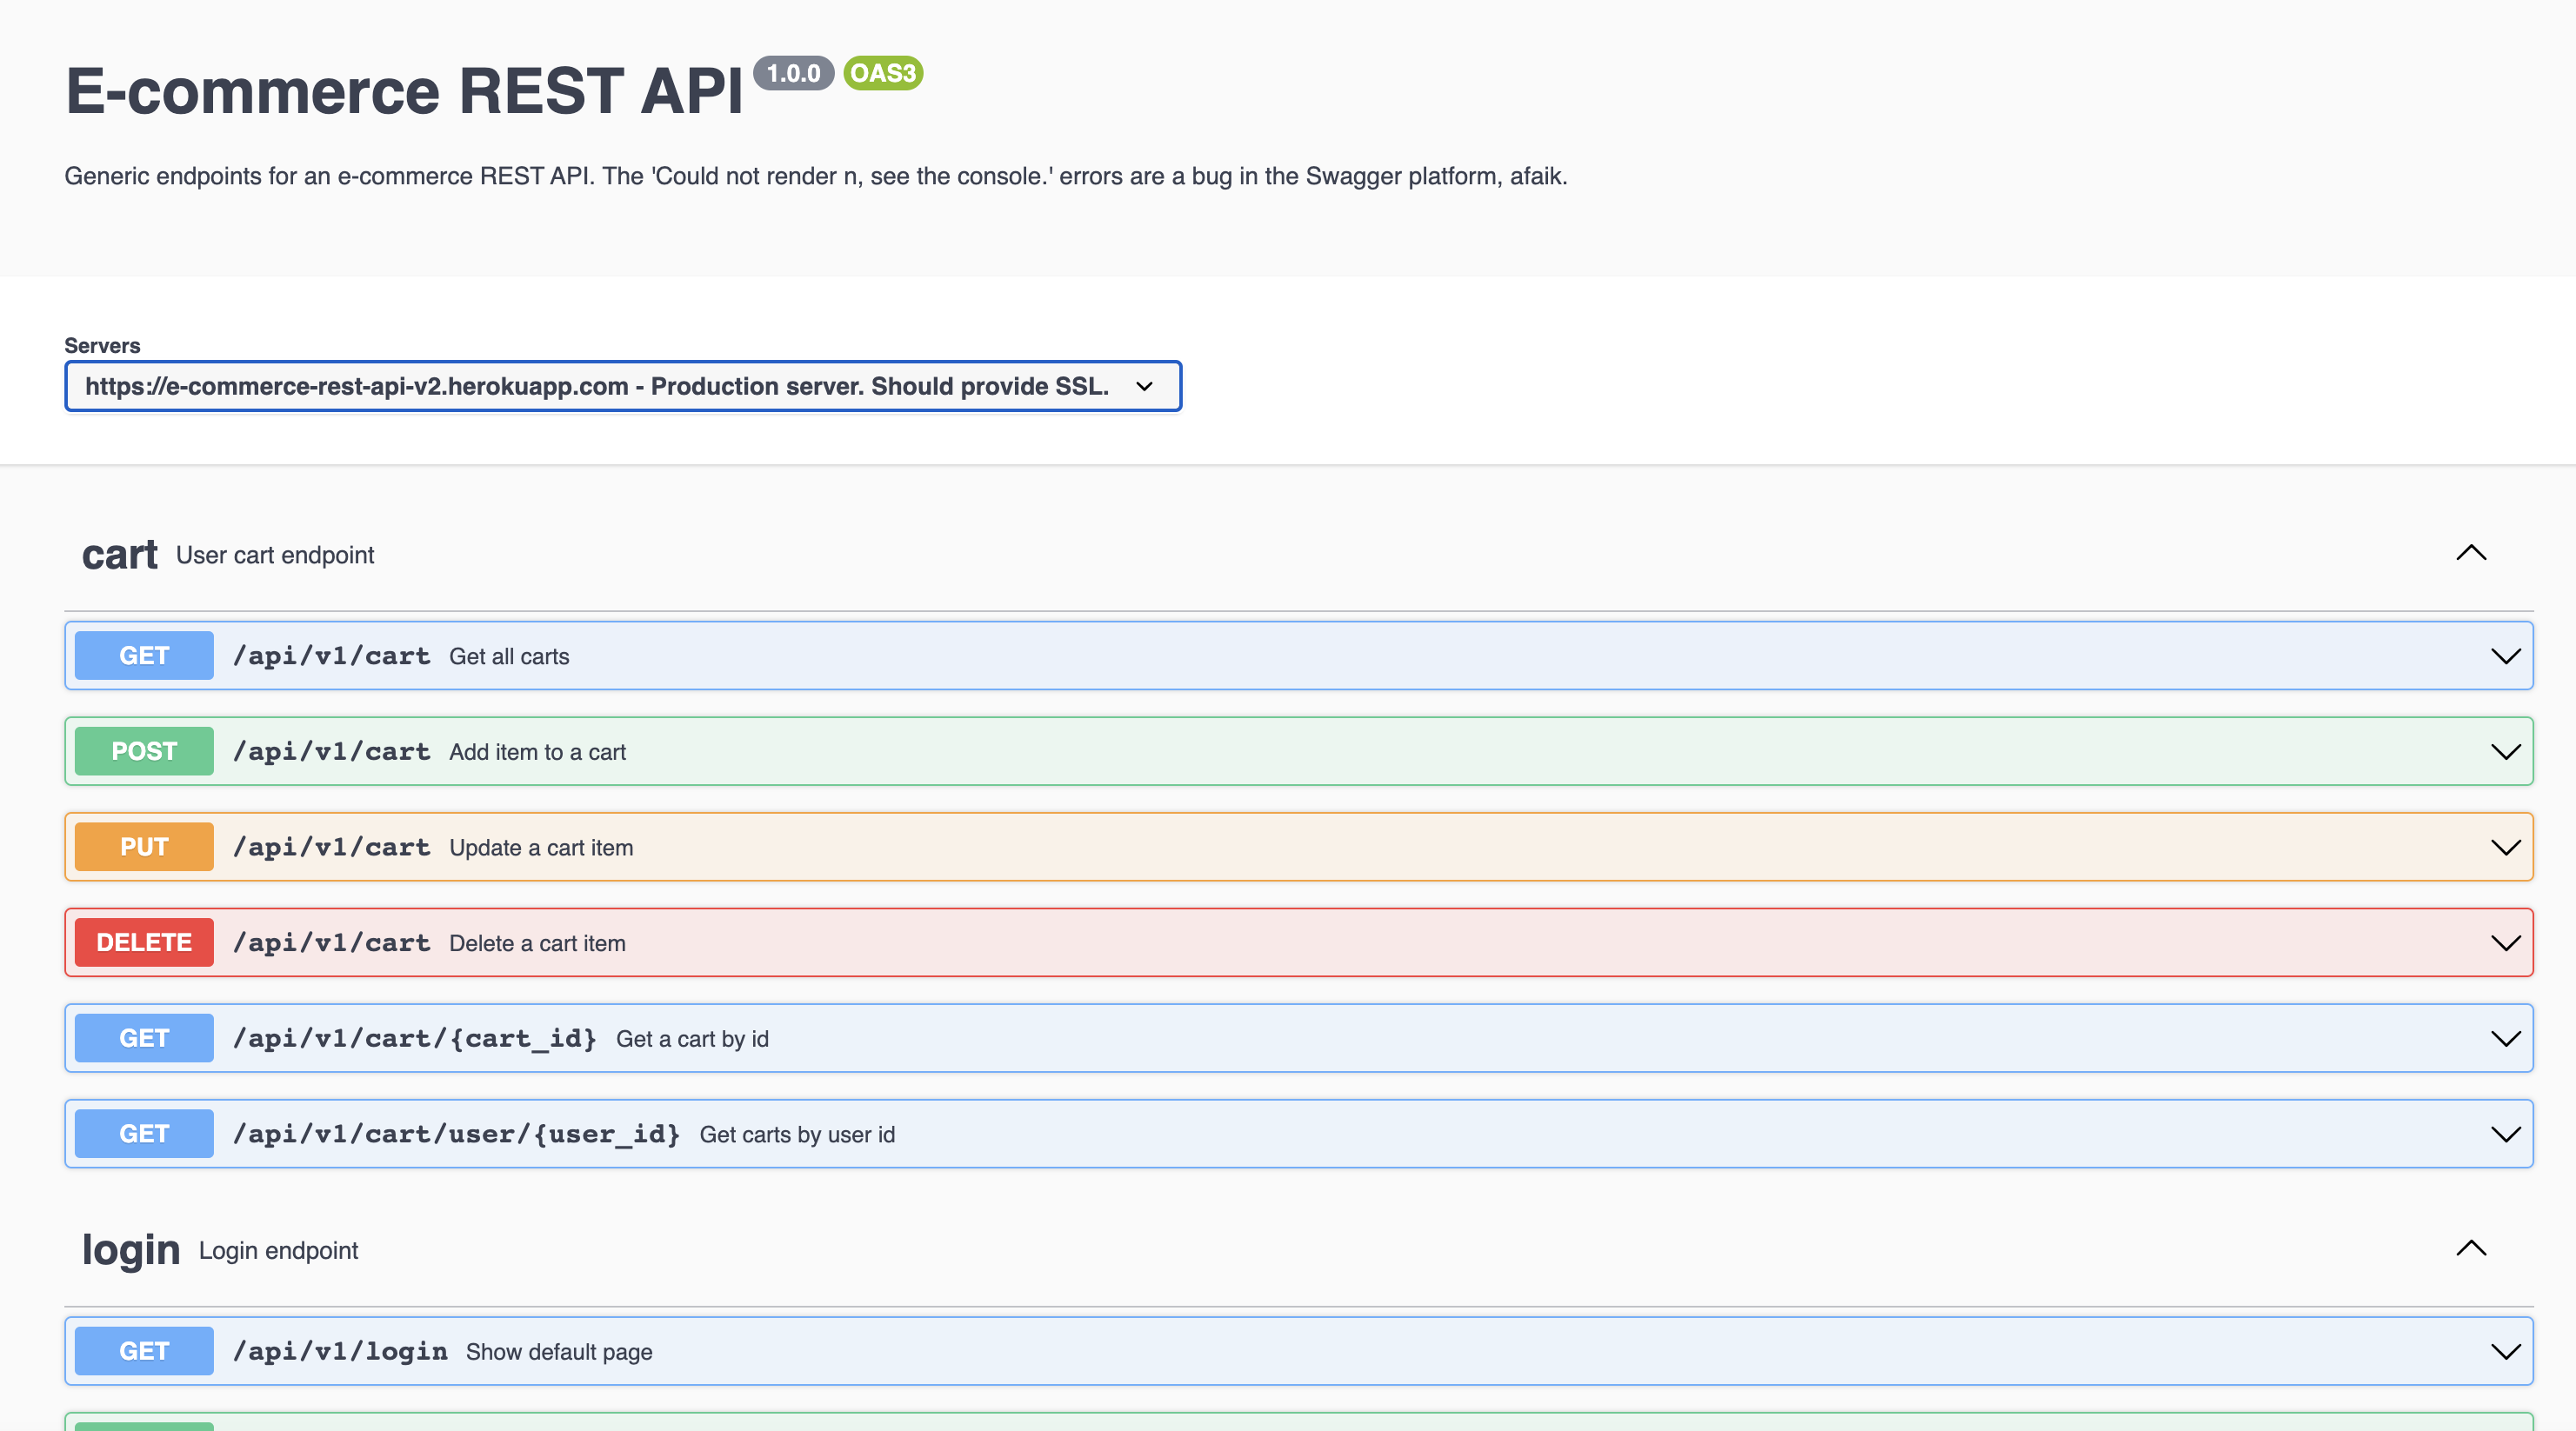 E-commerce REST API 1.0.0 OAS3
Generic endpoints for an e-commerce REST API. The 'Could not render n, see the console.' errors are a bug in the Swagger platform, afaik.
Servers
https://e-commerce-rest-api-v2.herokuapp.com - Production server. Should provide SSL.
cart User cart endpoint
GET /api/v1/cart Get all carts
POST /api/v1/cart Add item to a cart
PUT /api/v1/cart Update a cart item
DELETE /api/v1/cart Delete a cart item
GET /api/v1/cart/{cart_id} Get a cart by id
GET /api/v1/cart/user/{user_id} Get carts by user id
login Login endpoint
GET /api/v1/login Show default page